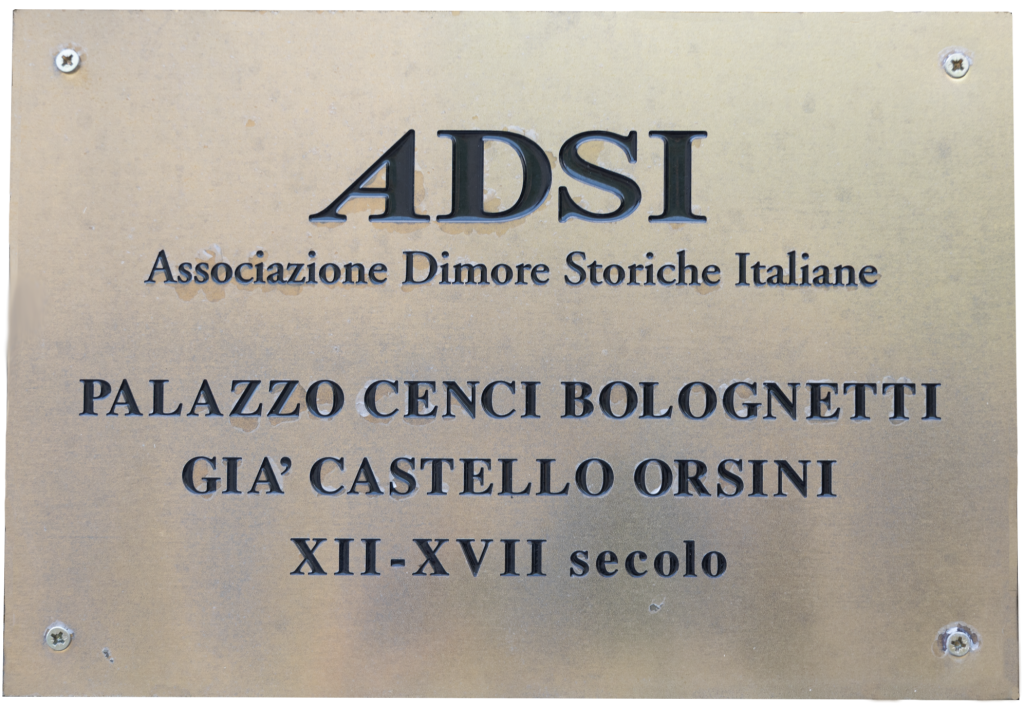 ADSI
Associazione Dimore Storiche Italiane
PALAZZO CENCI BOLOGNETTI
GIA' CASTELLO ORSINI
XII-XVII secolo